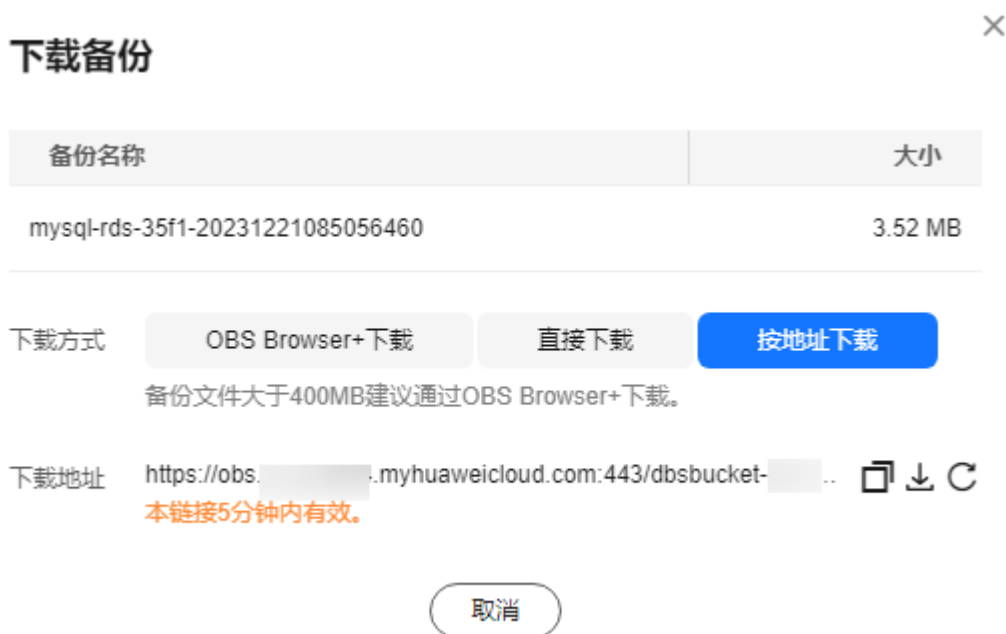 下载备份
备份名称 大小
mysql-rds-35f1-20231221085056460 3.52 MB
下载方式 OBS Browser+下载 直接下载 按地址下载
备份文件大于400MB建议通过OBS Browser+下载。
下载地址 https://obs. .myhuaweicloud.com:443/dbsbucket- ..
本链接5分钟内有效。
取消